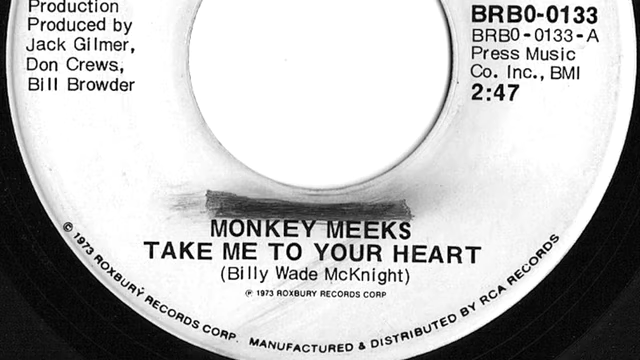 Production
Produced by
Jack Gilmer,
Don Crews,
Bill Browder
BRBO-0133
BRBO-0133-A
Press Music
Co. Inc., BMI
2:47
MONKEY MEEKS
TAKE ME TO YOUR HEART
(Billy Wade McKnight)
℗ 1973 ROXBURY RECORDS CORP
© 1973 ROXBURY RECORDS CORP. MANUFACTURED & DISTRIBUTED BY RCA RECORDS